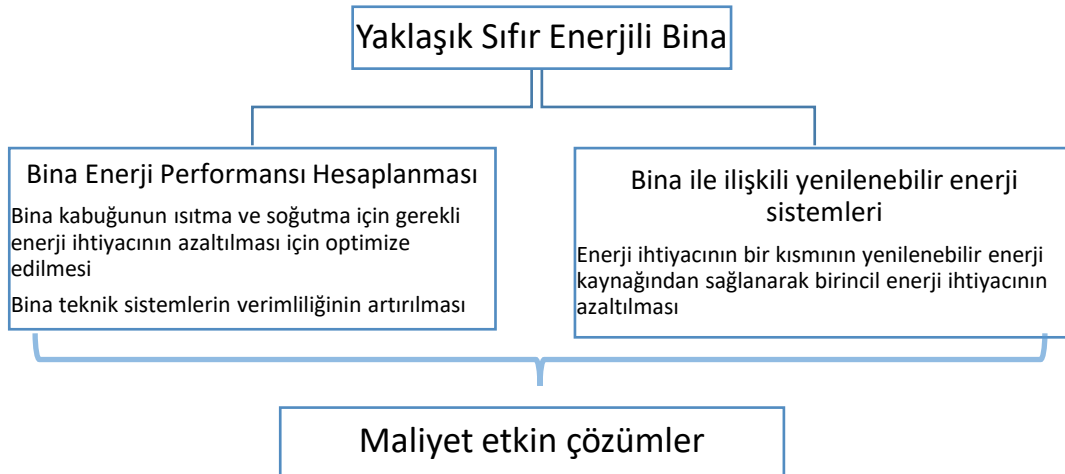 Yaklaşık Sıfır Enerjili Bina
Bina Enerji Performansı Hesaplanması
Bina kabuğunun ısıtma ve soğutma için gerekli
enerji ihtiyacının azaltılması için optimize
edilmesi
Bina teknik sistemlerin verimliliğinin artırılması
Bina ile ilişkili yenilenebilir enerji
sistemleri
Enerji ihtiyacının bir kısmının yenilenebilir enerji
kaynağından sağlanarak birincil enerji ihtiyacının
azaltılması
Maliyet etkin çözümler